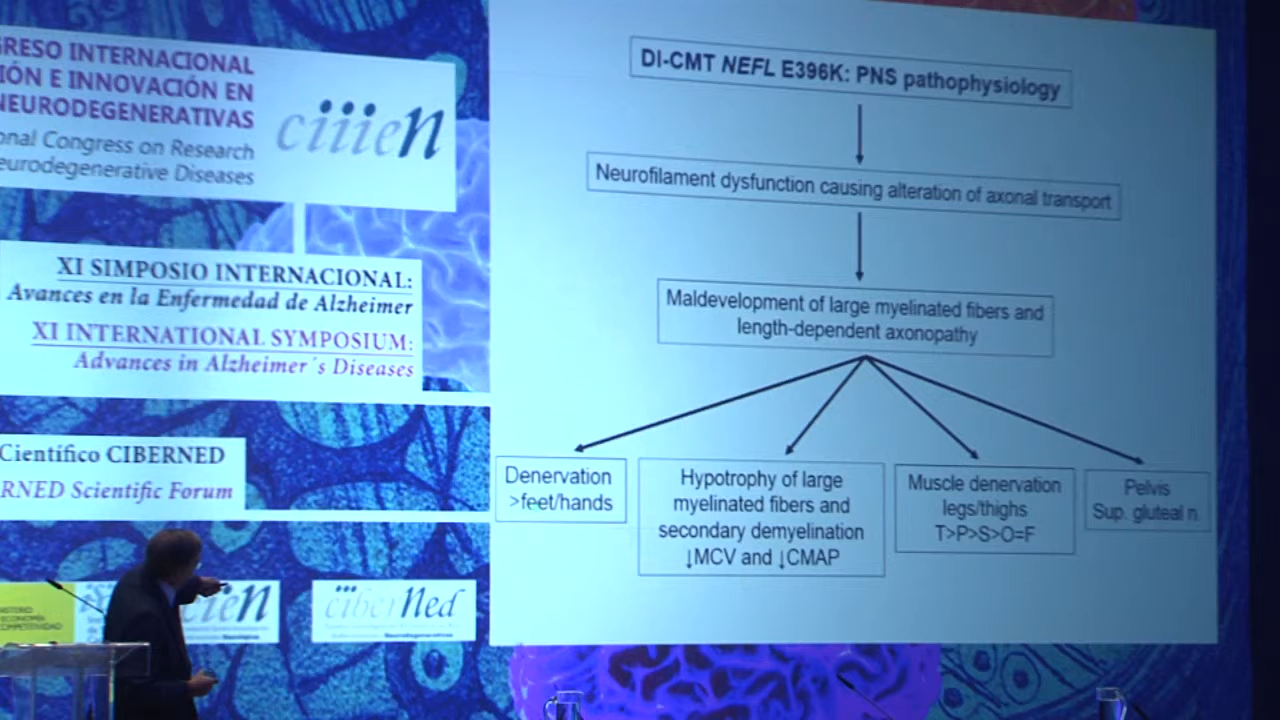 GRESO INTERNACIONAL
IÓN E INNOVACIÓN EN
NEURODEGENERATIVAS
onal Congress on Research
eurodegenerative Diseases
ciiien
XI SIMPOSIO INTERNACIONAL:
Avances en la Enfermedad de Alzheimer
XI INTERNATIONAL SYMPOSIUM:
Advances in Alzheimer´s Diseases
Científico CIBERNED
RNED Scientific Forum
cien
ciberned
DI-CMT NEFL E396K: PNS pathophysiology
Neurofilament dysfunction causing alteration of axonal transport
Maldevelopment of large myelinated fibers and
length-dependent axonopathy
Denervation
>feet/hands
Hypotrophy of large
myelinated fibers and
secondary demyelination
↓MCV and ↓CMAP
Muscle denervation
legs/thighs
T>P>S>O=F
Pelvis
Sup. gluteal n.